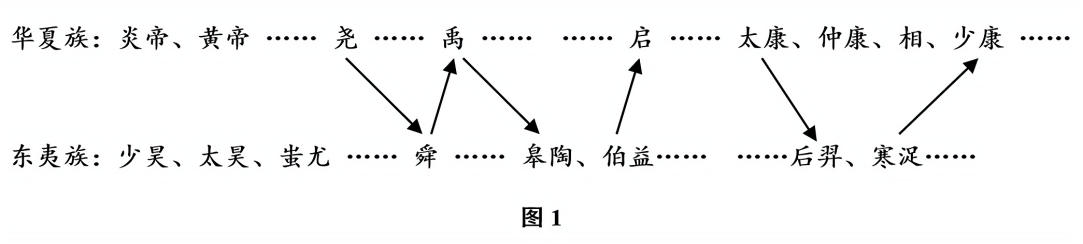 华夏族：炎帝、黄帝 …… 尧 …… 禹 …… …… 启 …… 太康、仲康、相、少康 ……
东夷族：少昊、太昊、蚩尤 …… 舜 …… 皋陶、伯益…… ……后羿、寒浞……
图 1